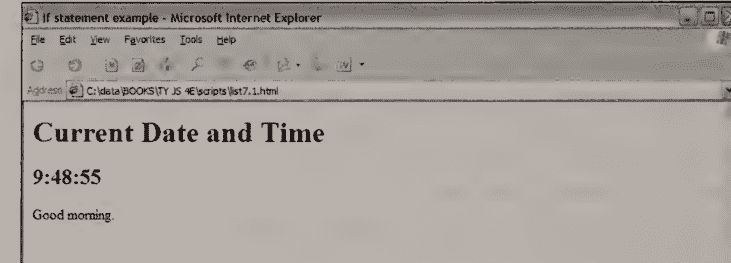 If statement example - Microsoft Internet Explorer
File Edit View Favorites Tools Help
Address C:\data\BOOKS\TY JS 4E\scripts\list7.1.html
Current Date and Time
9:48:55
Good morning.